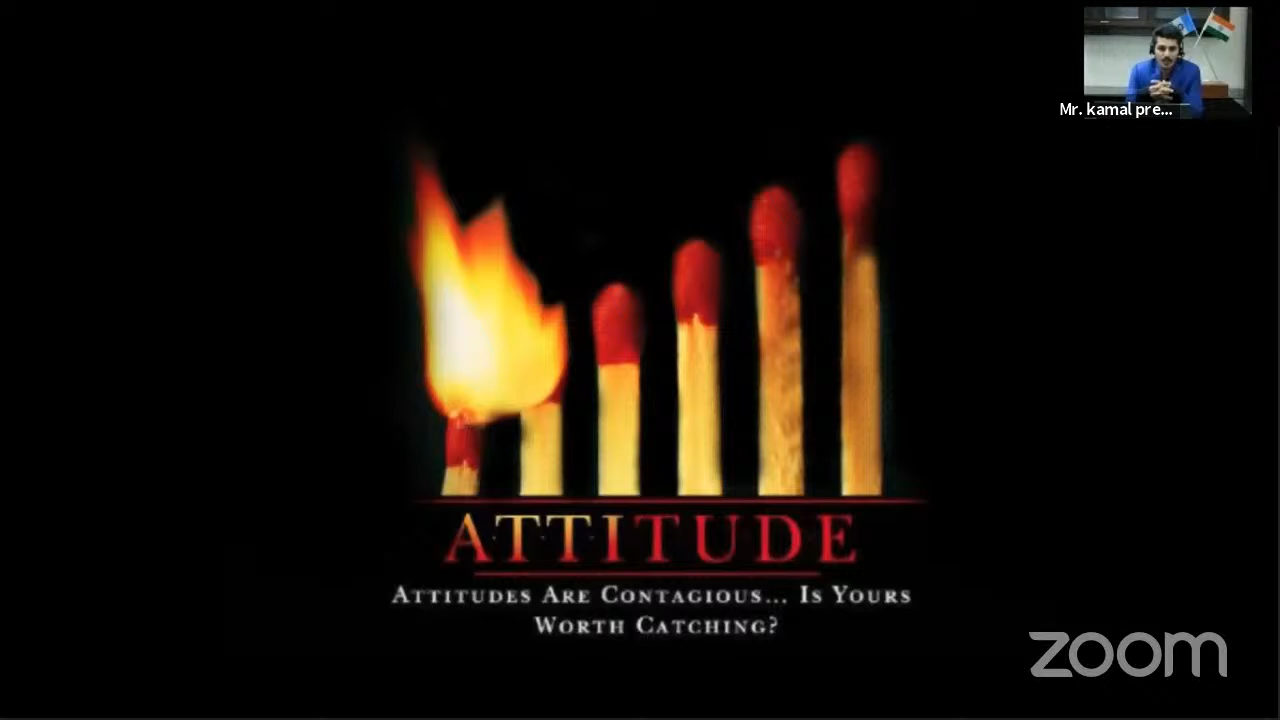 Mr. kamal pre...
ATTITUDE
ATTITUDES ARE CONTAGIOUS... IS YOURS
WORTH CATCHING?
zoom